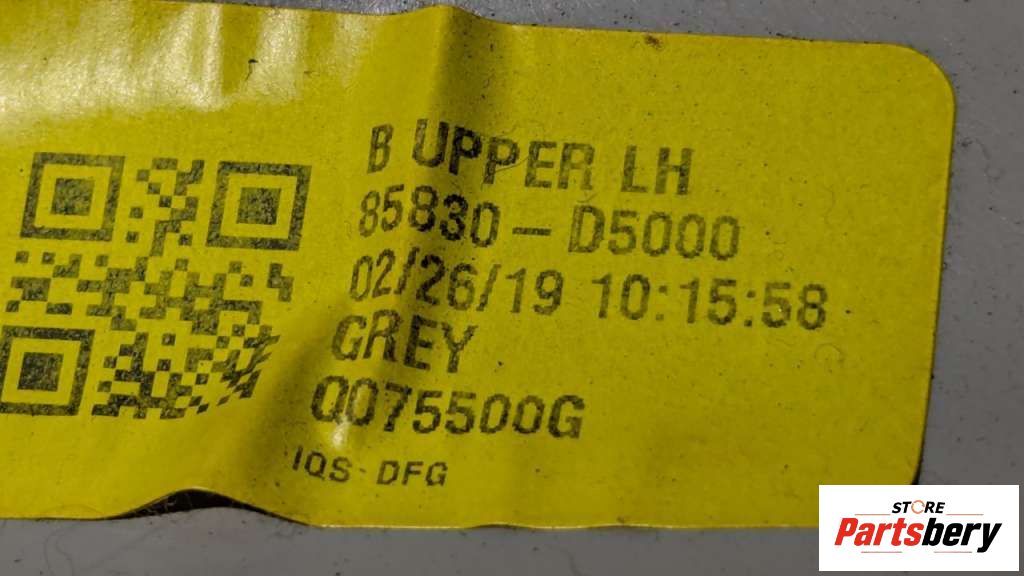 B UPPER LH
85830-D5000
02/26/19 10:15:58
GREY
Q075500G
IQS-DFG
STORE
Partsbery